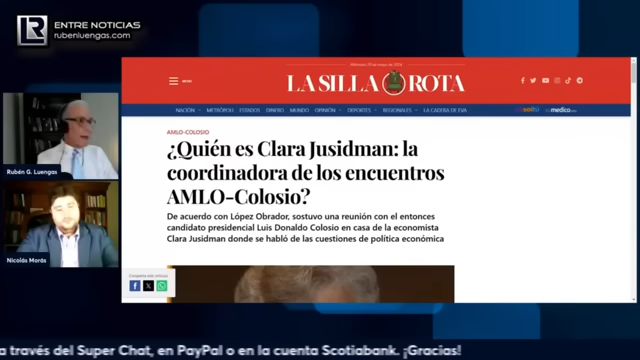 LR
ENTRE NOTICIAS
rubenluengas.com
MENÚ
LA SILLA ROTA
NACIÓN
METRÓPOLI
ESTADOS
DINERO
MUNDO
OPINIÓN
DEPORTES
REGIONALES
LA CADERA DE EVA
AMLO-COLOSIO
¿Quién es Clara Jusidman: la
coordinadora de los encuentros
AMLO-Colosio?
De acuerdo con López Obrador, sostuvo una reunión con el entonces
candidato presidencial Luis Donaldo Colosio en casa de la economista
Clara Jusidman donde se habló de las cuestiones de política económica
Rubén G. Luengas
Nicolás Morás
a través del Super Chat, en PayPal o en la cuenta Scotiabank. ¡Gracias!